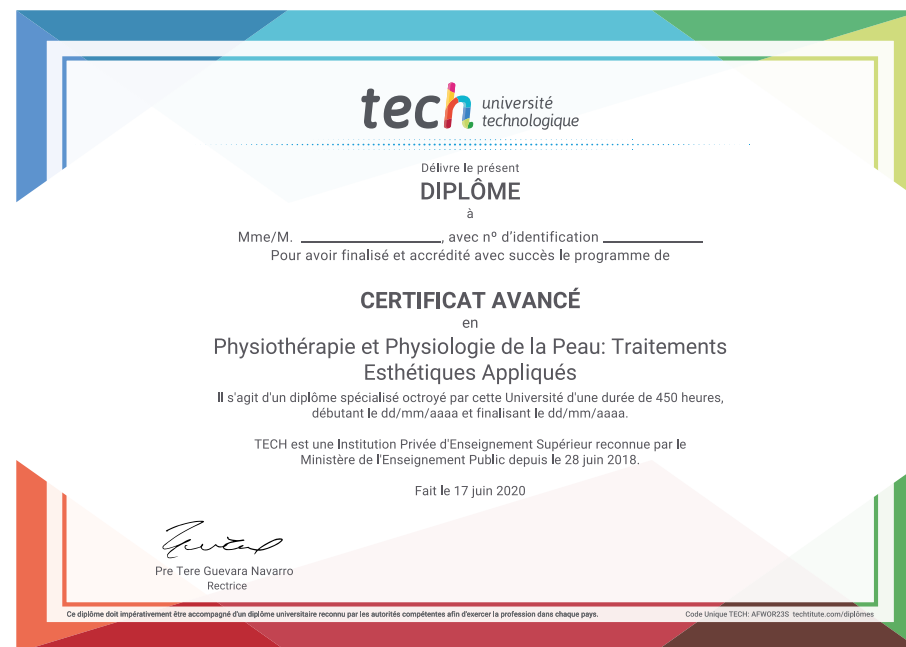 tech université
technologique
Délivre le présent
DIPLÔME
à
Mme/M. ____________________, avec nº d'identification ______________
Pour avoir finalisé et accrédité avec succès le programme de
CERTIFICAT AVANCÉ
en
Physiothérapie et Physiologie de la Peau: Traitements
Esthétiques Appliqués
Il s'agit d'un diplôme spécialisé octroyé par cette Université d'une durée de 450 heures,
débutant le dd/mm/aaaa et finalisant le dd/mm/aaaa.
TECH est une Institution Privée d'Enseignement Supérieur reconnue par le
Ministère de l'Enseignement Public depuis le 28 juin 2018.
Fait le 17 juin 2020
Pre Tere Guevara Navarro
Rectrice
Ce diplôme doit impérativement être accompagné d'un diplôme universitaire reconnu par les autorités compétentes afin d'exercer la profession dans chaque pays.
Code Unique TECH: AFWOR23S techtitute.com/diplômes